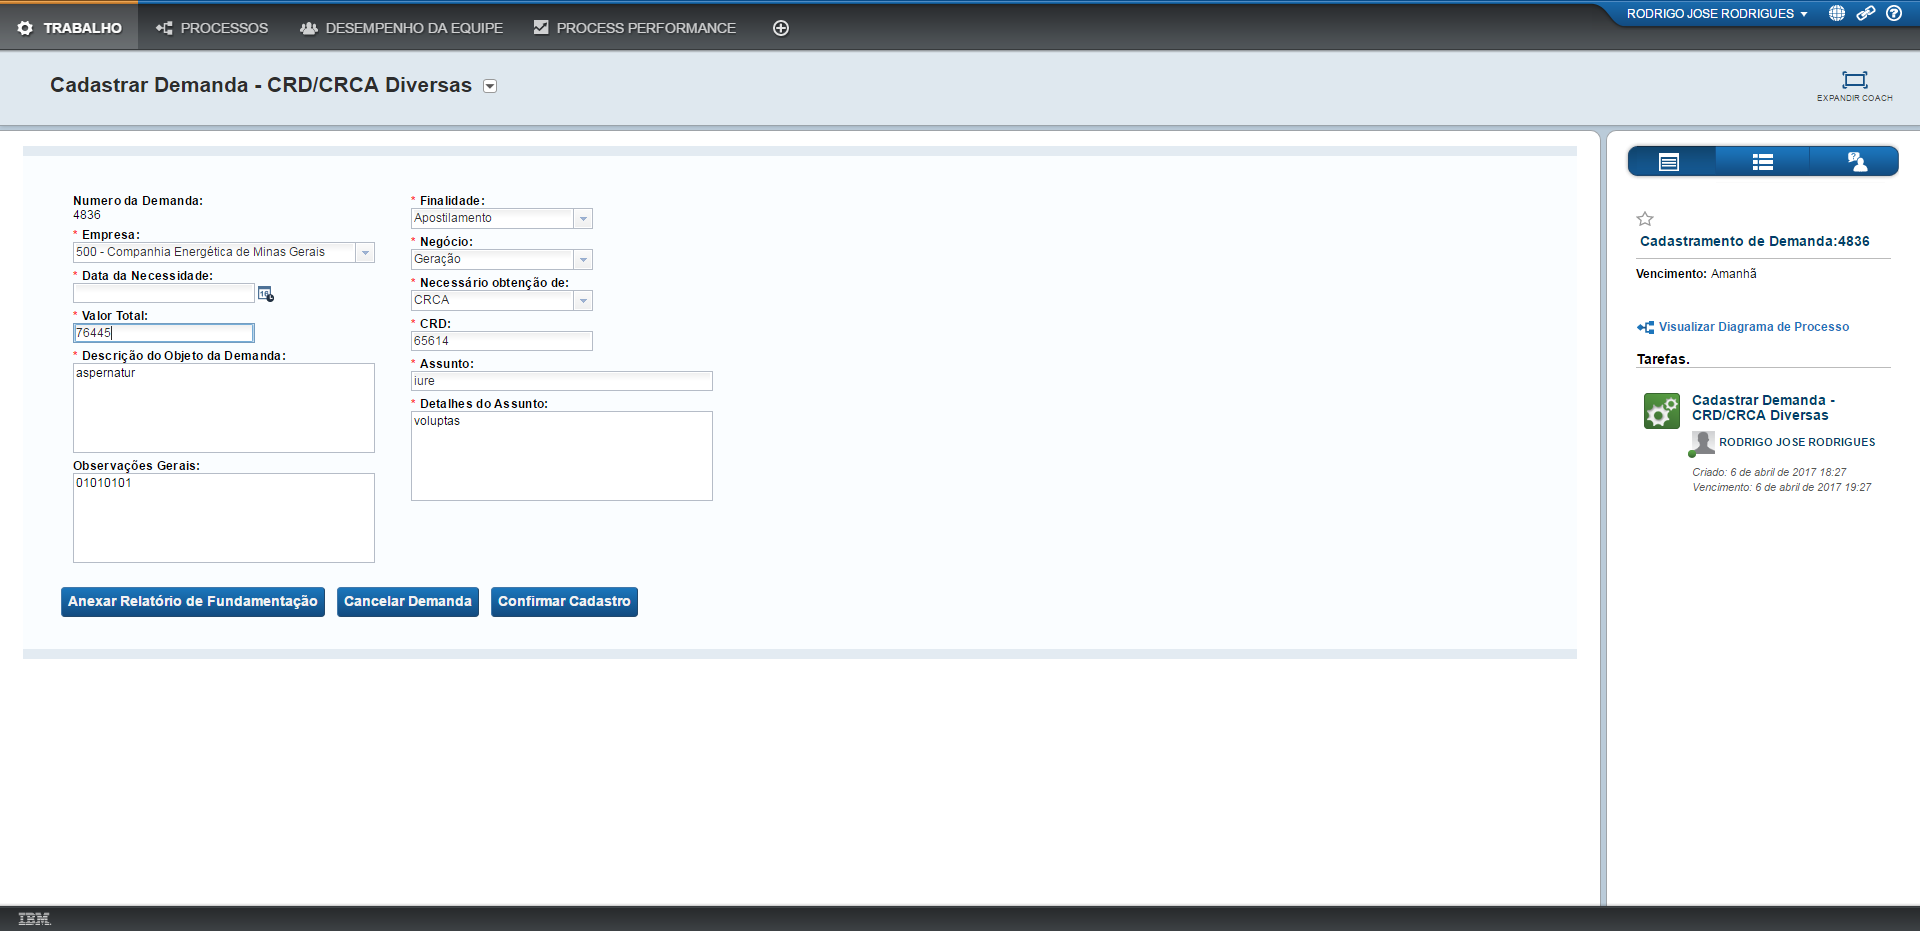 TRABALHO PROCESSOS DESEMPENHO DA EQUIPE PROCESS PERFORMANCE
RODRIGO JOSE RODRIGUES
Cadastrar Demanda - CRD/CRCA Diversas
EXPANDIR COACH
Numero da Demanda:
4836
* Empresa:
500 - Companhia Energética de Minas Gerais
* Data da Necessidade:
* Valor Total:
76445
* Descrição do Objeto da Demanda:
aspernatur
Observações Gerais:
01010101
* Finalidade:
Apostilamento
* Negócio:
Geração
* Necessário obtenção de:
CRCA
* CRD:
65614
* Assunto:
iure
* Detalhes do Assunto:
voluptas
Anexar Relatório de Fundamentação Cancelar Demanda Confirmar Cadastro
Cadastramento de Demanda:4836
Vencimento: Amanhã
Visualizar Diagrama de Processo
Tarefas.
Cadastrar Demanda -
CRD/CRCA Diversas
RODRIGO JOSE RODRIGUES
Criado: 6 de abril de 2017 18:27
Vencimento: 6 de abril de 2017 19:27
IBM